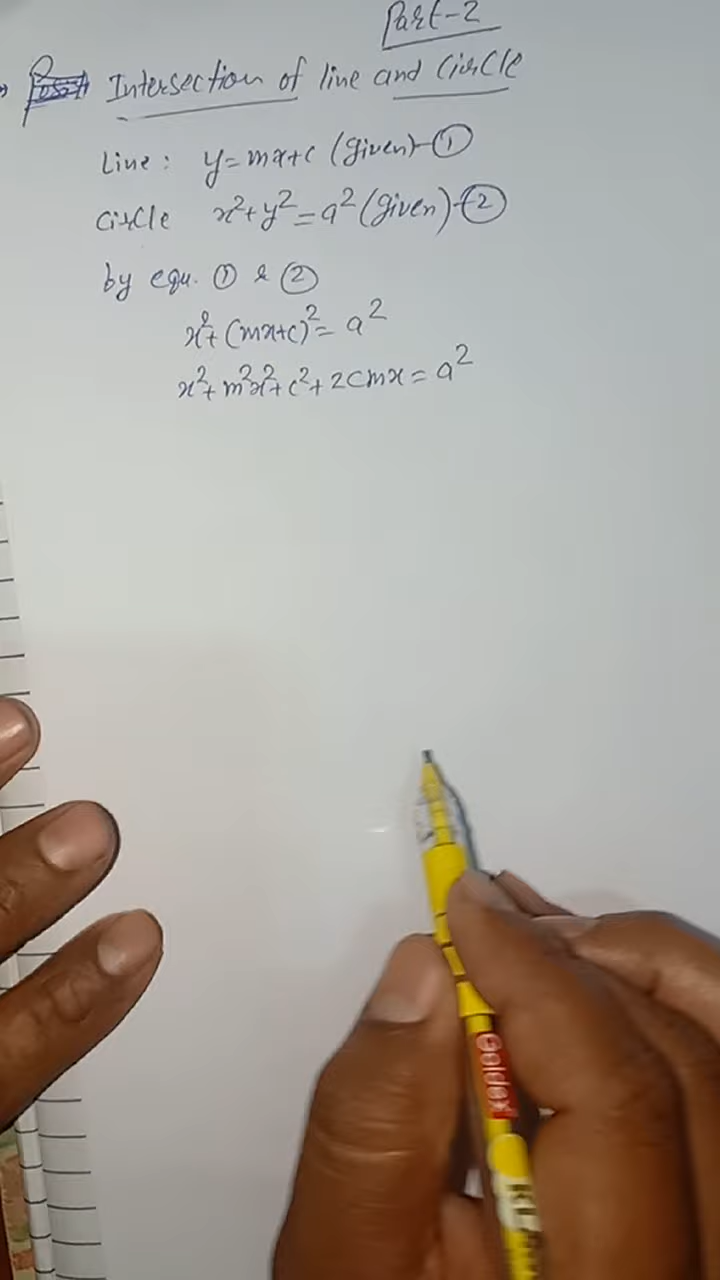 Part-2
Intersection of line and Circle
Line: y=mx+c (given)-①
Circle x²+y²=a² (given)-②
by equ. ① & ②
x²+(mx+c)²=a²
x²+m²x²+c²+2cmx=a²
Goldex